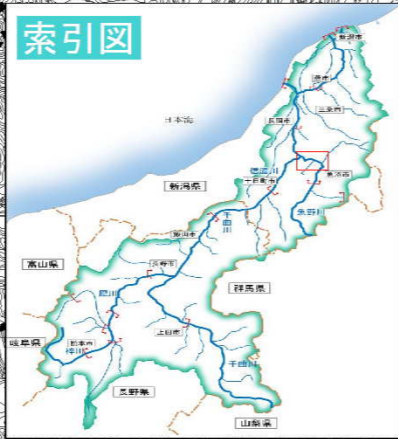 索引図
新潟市
燕市
三条市
長岡市
日本海
魚沼市
信濃川
十日町市
新潟県
魚野川
千曲川
飯山市
長野市
富山県
群馬県
犀川
上田市
岐阜県
松本市
梓川
千曲川
長野県
山梨県